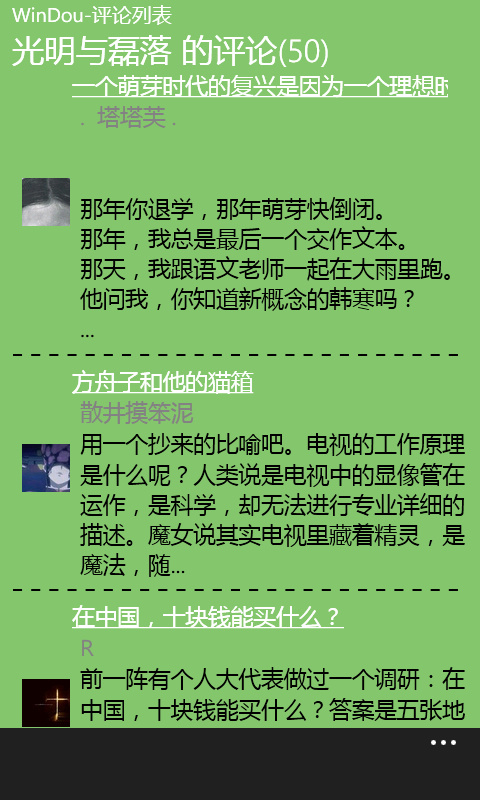 WinDou-评论列表
光明与磊落 的评论(50)
一个萌芽时代的复兴是因为一个理想时
. 塔塔芙 .
那年你退学，那年萌芽快倒闭。
那年，我总是最后一个交作文本。
那天，我跟语文老师一起在大雨里跑。
他问我，你知道新概念的韩寒吗？
...
方舟子和他的猫箱
散井摸笨泥
用一个抄来的比喻吧。电视的工作原理
是什么呢？人类说是电视中的显像管在
运作，是科学，却无法进行专业详细的
描述。魔女说其实电视里藏着精灵，是
魔法，随...
在中国，十块钱能买什么？
R
前一阵有个人大代表做过一个调研：在
中国，十块钱能买什么？答案是五张地